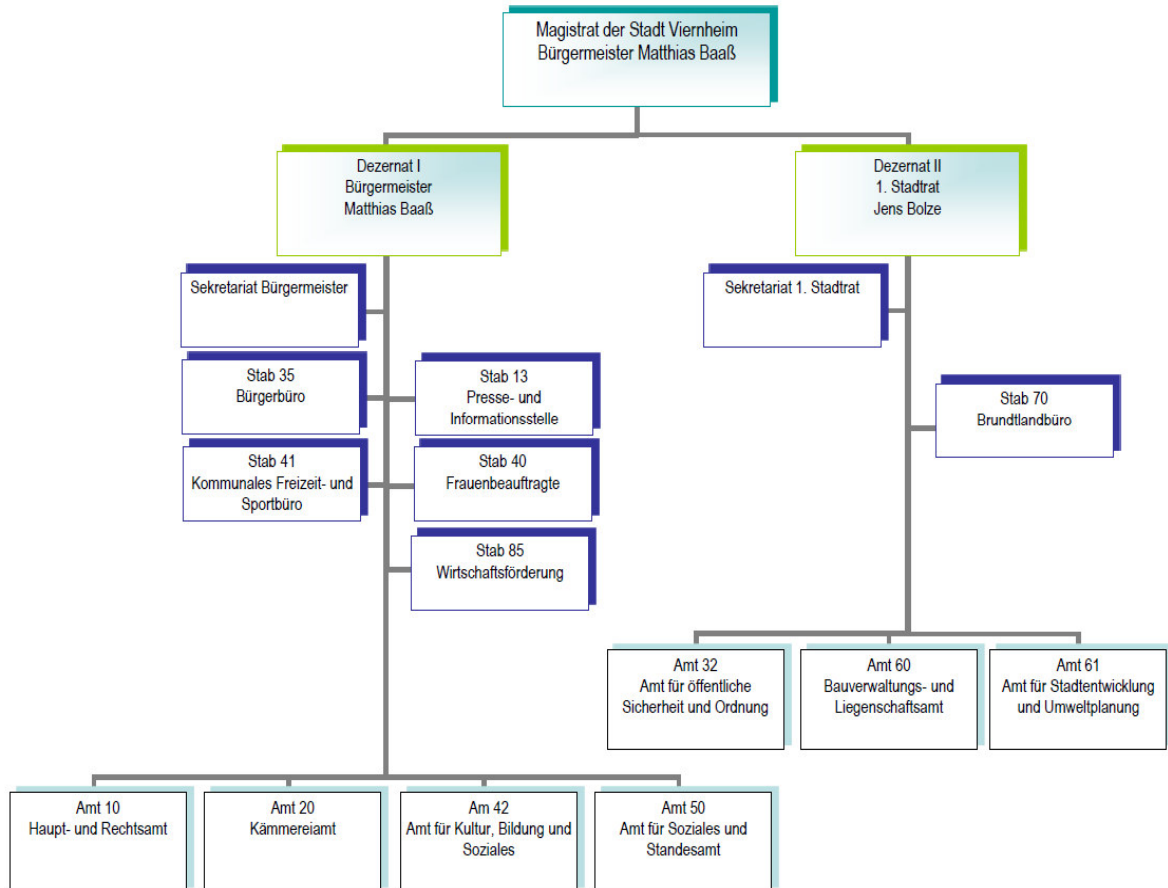 Magistrat der Stadt Viernheim
Bürgermeister Matthias Baaß
Dezernat I
Bürgermeister
Matthias Baaß
Dezernat II
1. Stadtrat
Jens Bolze
Sekretariat Bürgermeister
Sekretariat 1. Stadtrat
Stab 35
Bürgerbüro
Stab 13
Presse- und
Informationsstelle
Stab 70
Brundtlandbüro
Stab 41
Kommunales Freizeit- und
Sportbüro
Stab 40
Frauenbeauftragte
Stab 85
Wirtschaftsförderung
Amt 32
Amt für öffentliche
Sicherheit und Ordnung
Amt 60
Bauverwaltungs- und
Liegenschaftsamt
Amt 61
Amt für Stadtentwicklung
und Umweltplanung
Amt 10
Haupt- und Rechtsamt
Amt 20
Kämmereiamt
Am 42
Amt für Kultur, Bildung und
Soziales
Amt 50
Amt für Soziales und
Standesamt